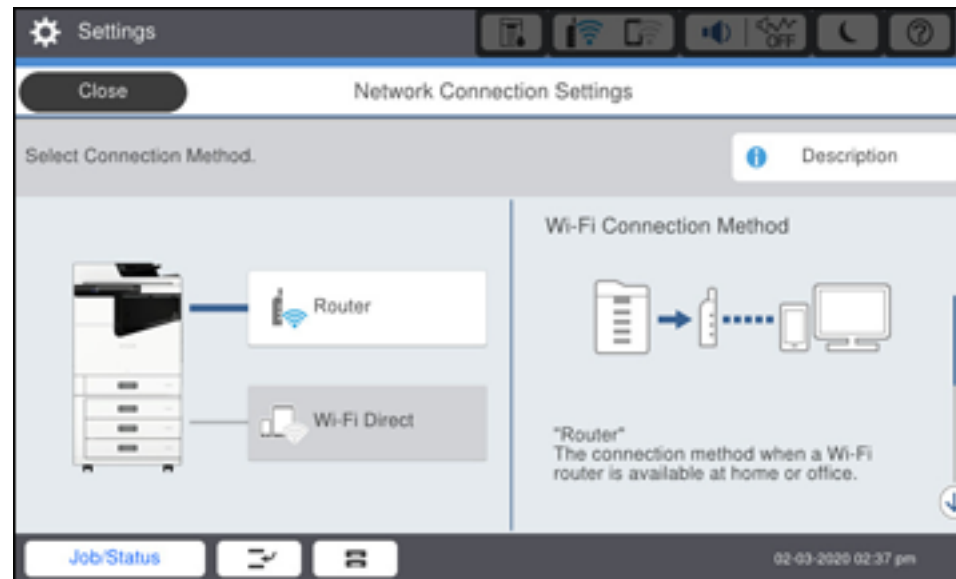 Settings
OFF
Close
Network Connection Settings
Select Connection Method.
Description
Router
Wi-Fi Direct
Wi-Fi Connection Method
"Router"
The connection method when a Wi-Fi
router is available at home or office.
Job/Status
02-03-2020 02:37 pm